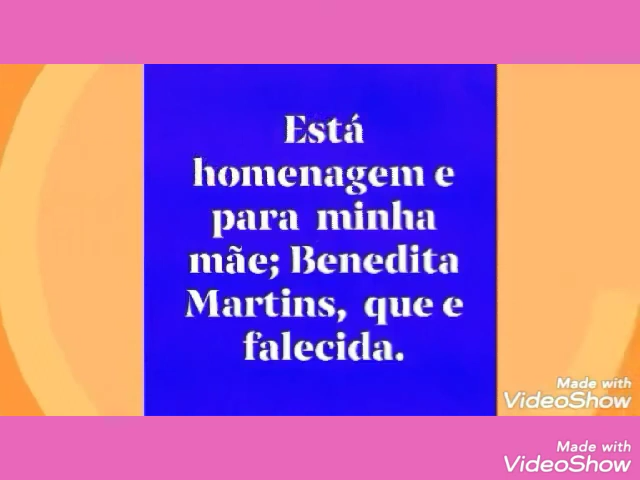 Está
homenagem e
para minha
mãe; Benedita
Martins, que e
falecida.
Made with
VideoShow
Made with
VideoShow